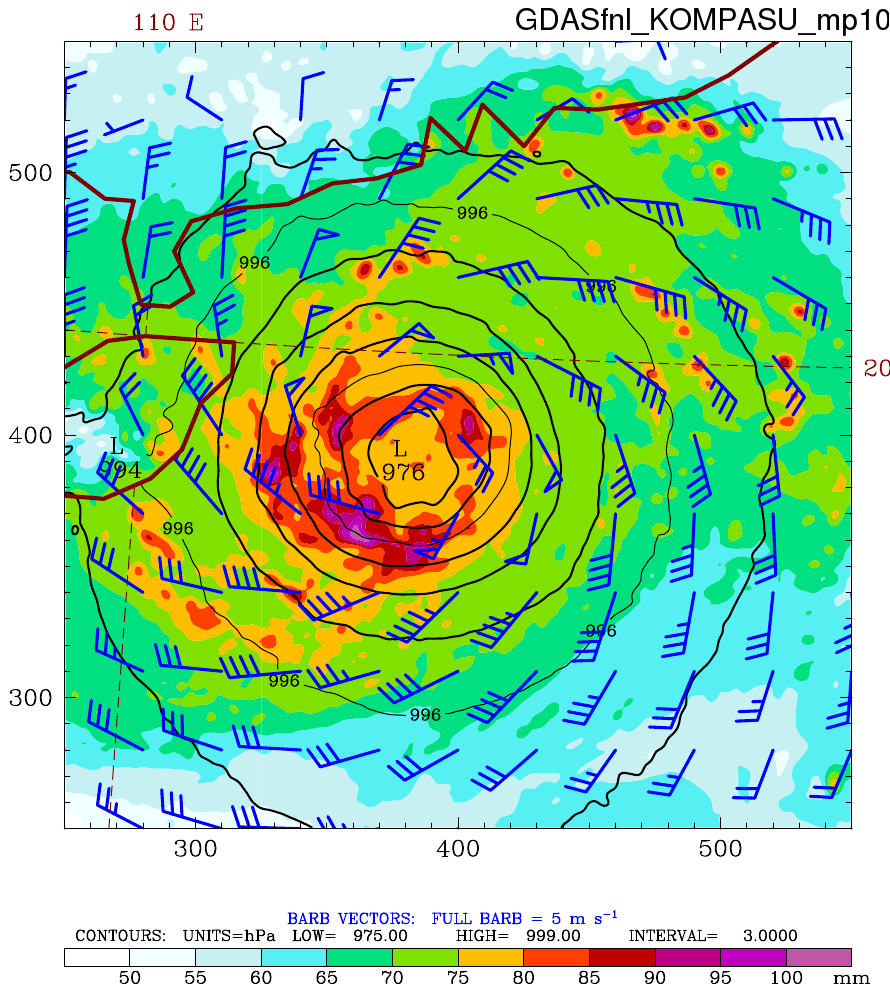 110 E
GDASfnl_KOMPASU_mp10
500
996
996
996
20
400
L
994
L
976
996
996
996
300
996
300 400 500
BARB VECTORS: FULL BARB = 5 m s⁻¹
CONTOURS: UNITS=hPa LOW= 975.00 HIGH= 999.00 INTERVAL= 3.0000
50 55 60 65 70 75 80 85 90 95 100 mm